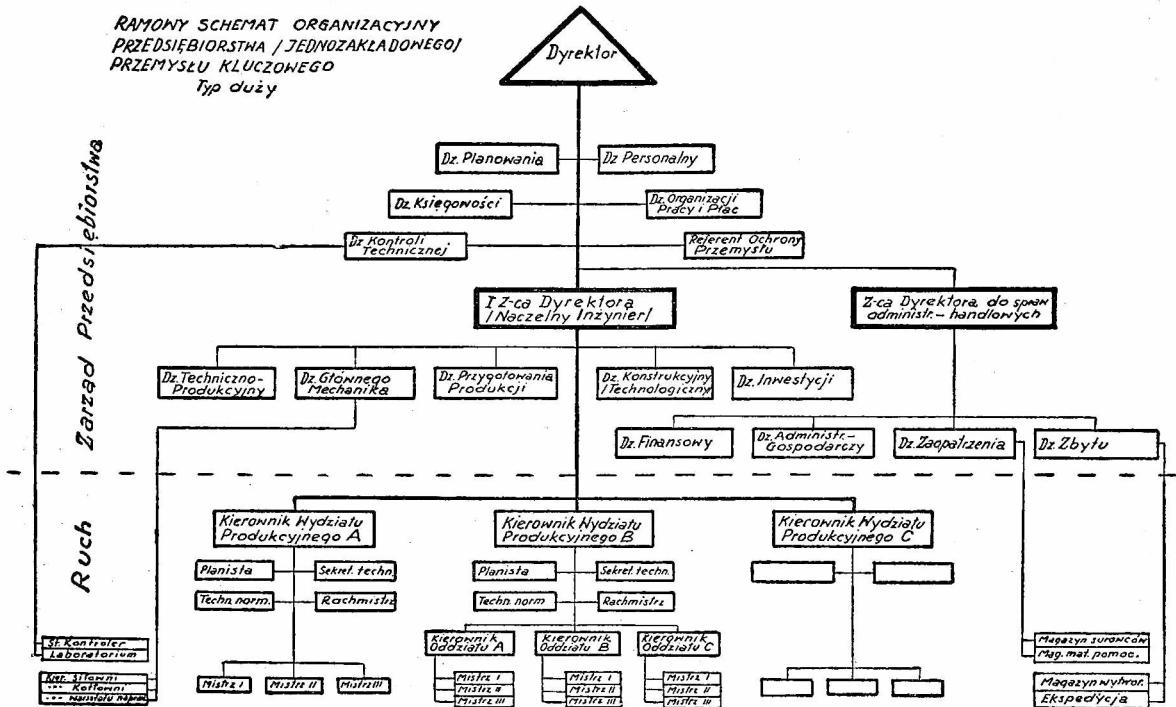 RAMOWY SCHEMAT ORGANIZACYJNY
PRZEDSIĘBIORSTWA / JEDNOZAKŁADOWEGO/
PRZEMYSŁU KLUCZOWEGO
Typ duży
Dyrektor
Dz. Planowania
Dz Personalny
Dz. Księgowości
Dz. Organizacji
Pracy i Płac
Dz Kontroli
Technicznej
Referent Ochrony
Przemysłu
Zarząd Przedsiębiorstwa
I Z-ca Dyrektora
/Naczelny Inżynier/
Z-ca Dyrektora do spraw
administr.- handlowych
Dz. Techniczno-
Produkcyjny
Dz. Głównego
Mechanika
Dz. Przygotowania
Produkcji
Dz. Konstrukcyjny
/Technologiczny
Dz. Inwestycji
Dz. Finansowy
Dz. Administr.-
Gospodarczy
Dz. Zaopatrzenia
Dz. Zbytu
Ruch
Kierownik Wydziału
Produkcyjnego A
Kierownik Wydziału
Produkcyjnego B
Kierownik Wydziału
Produkcyjnego C
Planista
Sekret. techn.
Techn. norm.
Rachmistrz
Planista
Sekret. techn.
Techn. norm
Rachmistrz
Kierownik
Oddziału A
Kierownik
Oddziału B
Kierownik
Oddziału C
Mistrz I
Mistrz II
Mistrz III
Mistrz I
Mistrz II
Mistrz III
Mistrz I
Mistrz II
Mistrz III
Mistrz I
Mistrz II
Mistrz III
St. Kontroler
Laboratorium
Kier. Siłowni
-"- Kotłowni
-"- Warsztatu napraw.
Magazyn surowców
Mag. mat. pomoc.
Magazyn wytwor.
Ekspedycja